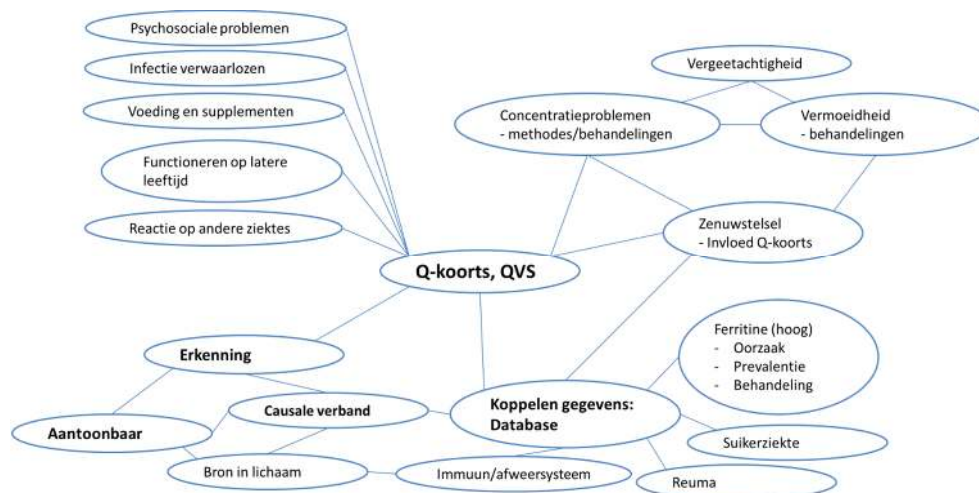 Psychosociale problemen
Infectie verwaarlozen
Voeding en supplementen
Functioneren op latere
leeftijd
Reactie op andere ziektes
Vergeetachtigheid
Concentratieproblemen
- methodes/behandelingen
Vermoeidheid
- behandelingen
Zenuwstelsel
- Invloed Q-koorts
Q-koorts, QVS
Erkenning
Aantoonbaar
Causale verband
Bron in lichaam
Koppelen gegevens:
Database
Immuun/afweersysteem
Ferritine (hoog)
- Oorzaak
- Prevalentie
- Behandeling
Suikerziekte
Reuma